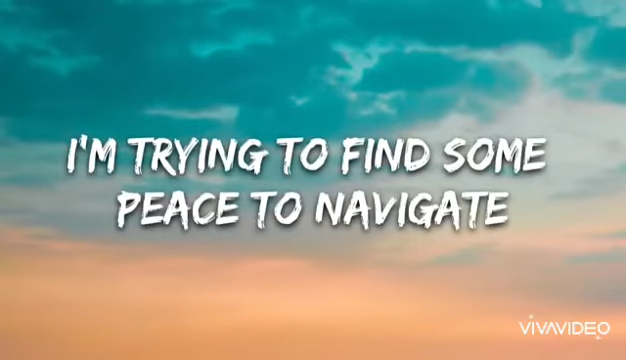 I'M TRYING TO FIND SOME
PEACE TO NAVIGATE
VIVAVIDEO